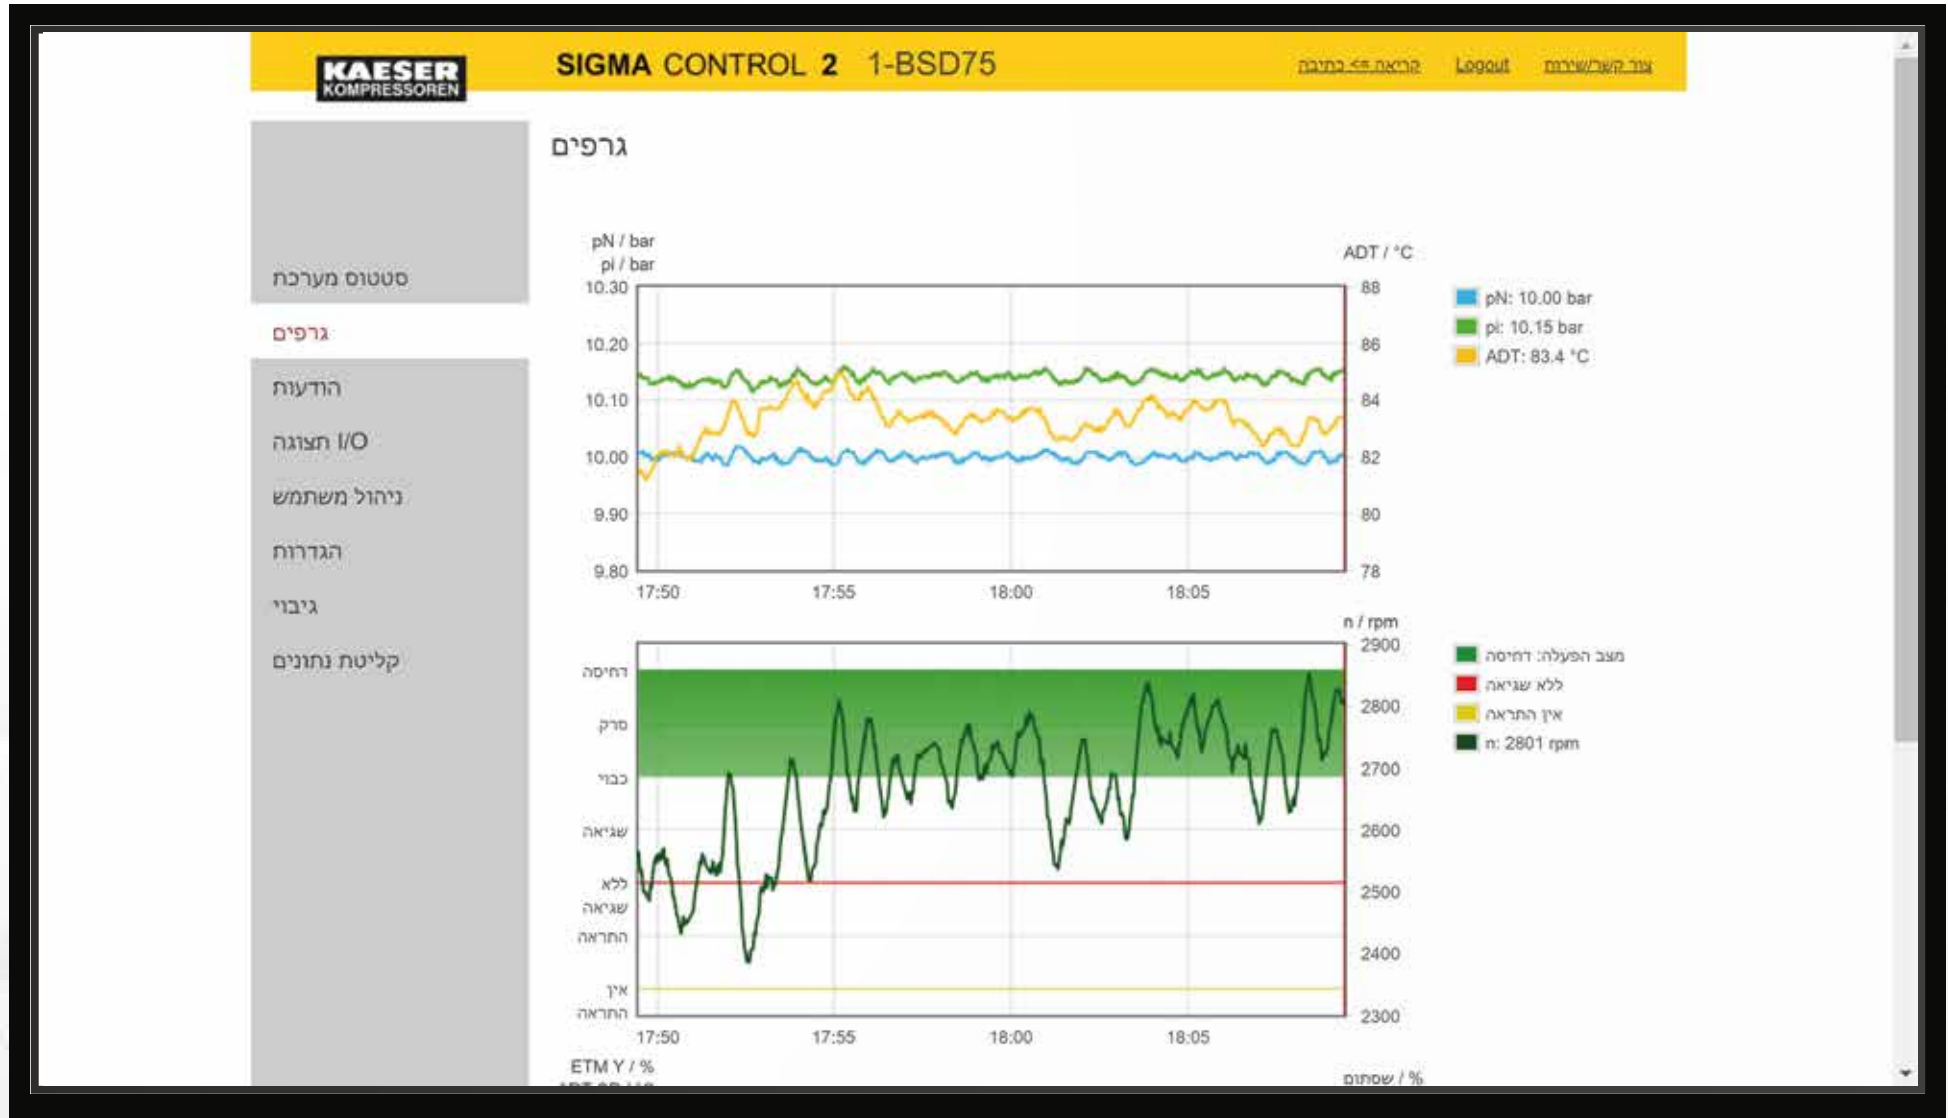 KAESER
KOMPRESSOREN
SIGMA CONTROL 2 1-BSD75
קריאה => כתיבה
Logout
צור קשר/שירות
גרפים
סטטוס מערכת
גרפים
הודעות
I/O תצוגה
ניהול משתמש
הגדרות
גיבוי
קליטת נתונים
pN / bar
pi / bar
ADT / °C
10.30
10.20
10.10
10.00
9.90
9.80
88
86
84
82
80
78
17:50
17:55
18:00
18:05
pN: 10.00 bar
pi: 10.15 bar
ADT: 83.4 °C
n / rpm
דחיסה
סרק
כבוי
שגיאה
ללא
שגיאה
התראה
אין
התראה
2900
2800
2700
2600
2500
2400
2300
17:50
17:55
18:00
18:05
מצב הפעלה: דחיסה
ללא שגיאה
אין התראה
n: 2801 rpm
ETM Y / %
שסתום / %